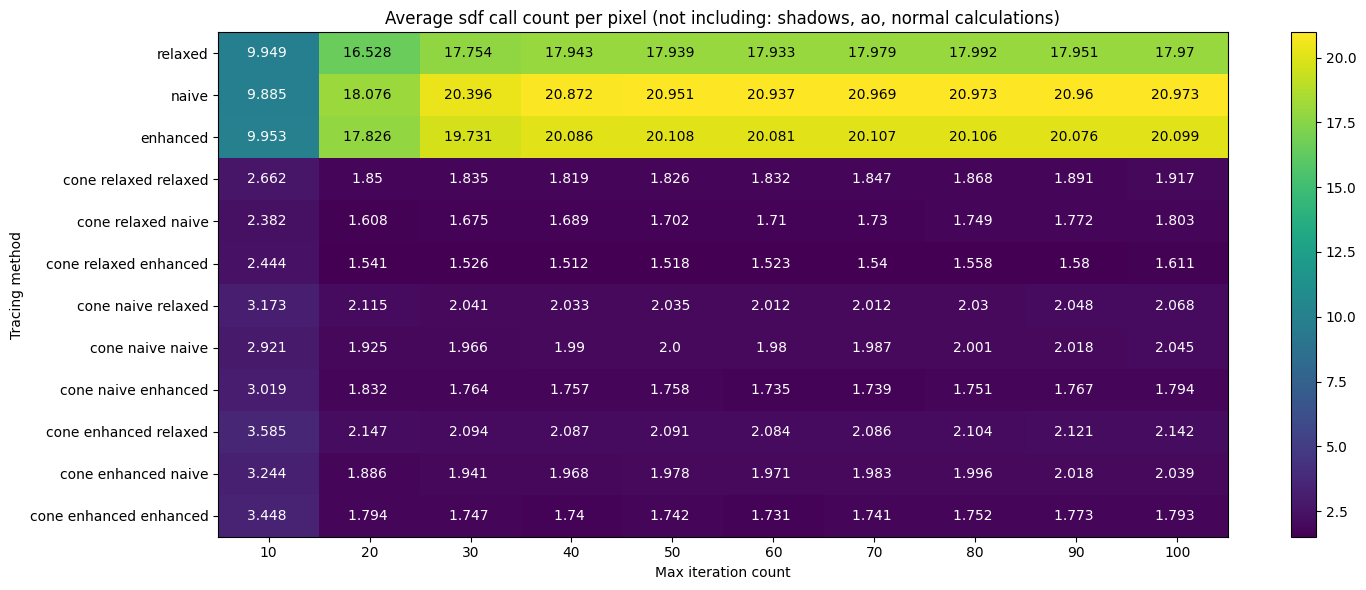 Average sdf call count per pixel (not including: shadows, ao, normal calculations)
relaxed 9.949 16.528 17.754 17.943 17.939 17.933 17.979 17.992 17.951 17.97
naive 9.885 18.076 20.396 20.872 20.951 20.937 20.969 20.973 20.96 20.973
enhanced 9.953 17.826 19.731 20.086 20.108 20.081 20.107 20.106 20.076 20.099
cone relaxed relaxed 2.662 1.85 1.835 1.819 1.826 1.832 1.847 1.868 1.891 1.917
cone relaxed naive 2.382 1.608 1.675 1.689 1.702 1.71 1.73 1.749 1.772 1.803
cone relaxed enhanced 2.444 1.541 1.526 1.512 1.518 1.523 1.54 1.558 1.58 1.611
cone naive relaxed 3.173 2.115 2.041 2.033 2.035 2.012 2.012 2.03 2.048 2.068
cone naive naive 2.921 1.925 1.966 1.99 2.0 1.98 1.987 2.001 2.018 2.045
cone naive enhanced 3.019 1.832 1.764 1.757 1.758 1.735 1.739 1.751 1.767 1.794
cone enhanced relaxed 3.585 2.147 2.094 2.087 2.091 2.084 2.086 2.104 2.121 2.142
cone enhanced naive 3.244 1.886 1.941 1.968 1.978 1.971 1.983 1.996 2.018 2.039
cone enhanced enhanced 3.448 1.794 1.747 1.74 1.742 1.731 1.741 1.752 1.773 1.793
10 20 30 40 50 60 70 80 90 100
Max iteration count
Tracing method
20.0
17.5
15.0
12.5
10.0
7.5
5.0
2.5